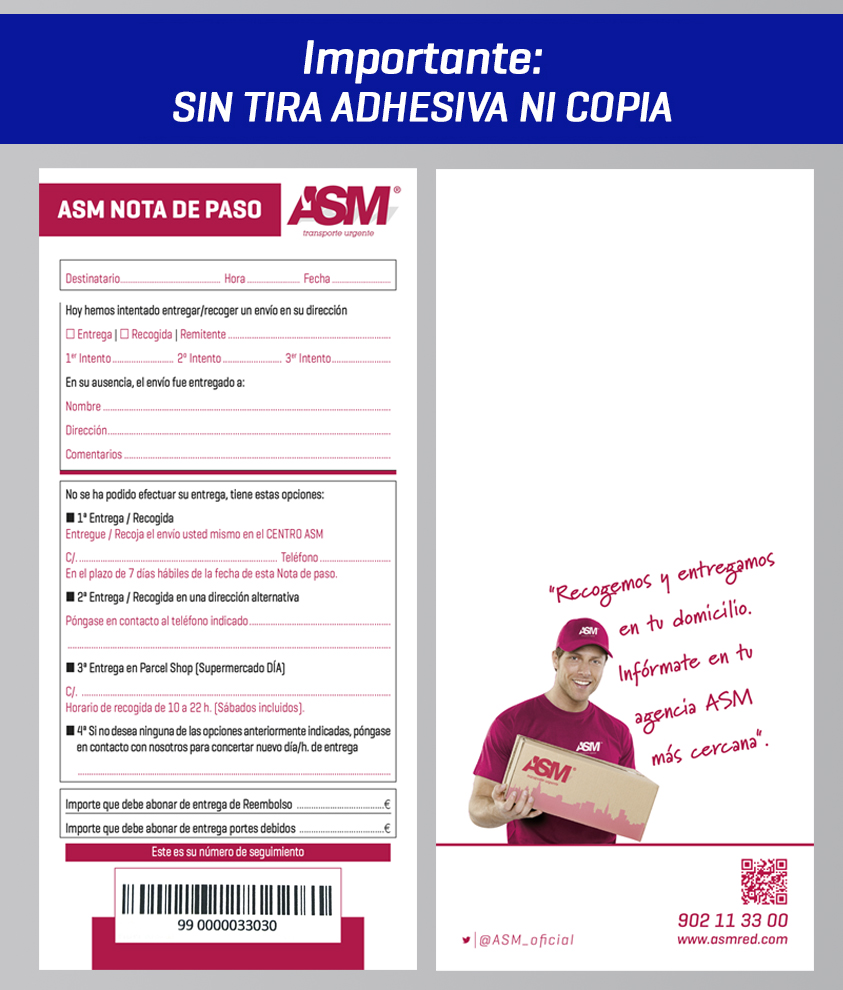 Importante:
SIN TIRA ADHESIVA NI COPIA
ASM NOTA DE PASO
ASM®
transporte urgente
Destinatario.......................... Hora.............. Fecha...............
Hoy hemos intentado entregar/recoger un envío en su dirección
☐ Entrega | ☐ Recogida | Remitente..........................................
1er Intento................ 2º Intento................ 3er Intento................
En su ausencia, el envío fue entregado a:
Nombre..........................................................................
Dirección.......................................................................
Comentarios.....................................................................
No se ha podido efectuar su entrega, tiene estas opciones:
■ 1ª Entrega / Recogida
Entregue / Recoja el envío usted mismo en el CENTRO ASM
C/..................................................... Teléfono...................
En el plazo de 7 días hábiles de la fecha de esta Nota de paso.
■ 2ª Entrega / Recogida en una dirección alternativa
Póngase en contacto al teléfono indicado.....................................
................................................................................
■ 3ª Entrega en Parcel Shop (Supermercado DÍA)
C/. .............................................................................
Horario de recogida de 10 a 22 h. (Sábados incluidos).
■ 4ª Si no desea ninguna de las opciones anteriormente indicadas, póngase
en contacto con nosotros para concertar nuevo día/h. de entrega
................................................................................
Importe que debe abonar de entrega de Reembolso ........................€
Importe que debe abonar de entrega portes debidos .......................€
Este es su número de seguimiento
99 0000033030
"Recogemos y entregamos
en tu domicilio.
Infórmate en tu
agencia ASM
más cercana".
ASM
ASM
ASM
transporte urgente
902 11 33 00
@ASM_oficial
www.asmred.com